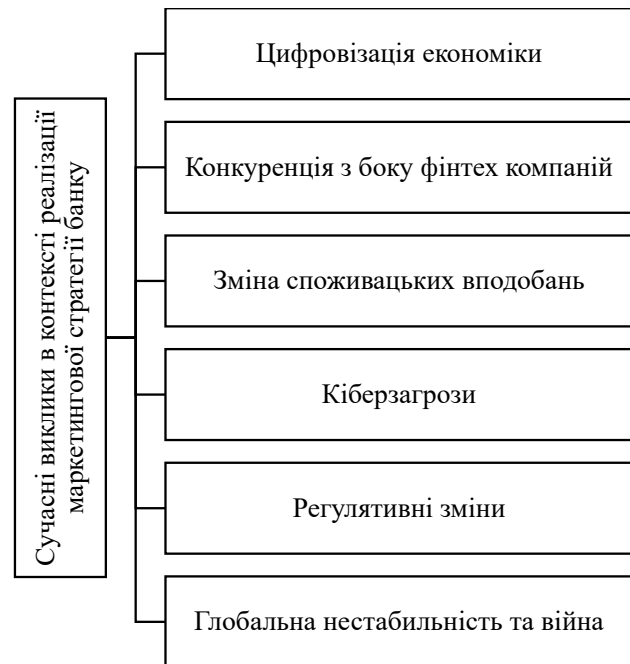 Сучасні виклики в контексті реалізації
маркетингової стратегії банку
Цифровізація економіки
Конкуренція з боку фінтех компаній
Зміна споживацьких вподобань
Кіберзагрози
Регулятивні зміни
Глобальна нестабільність та війна